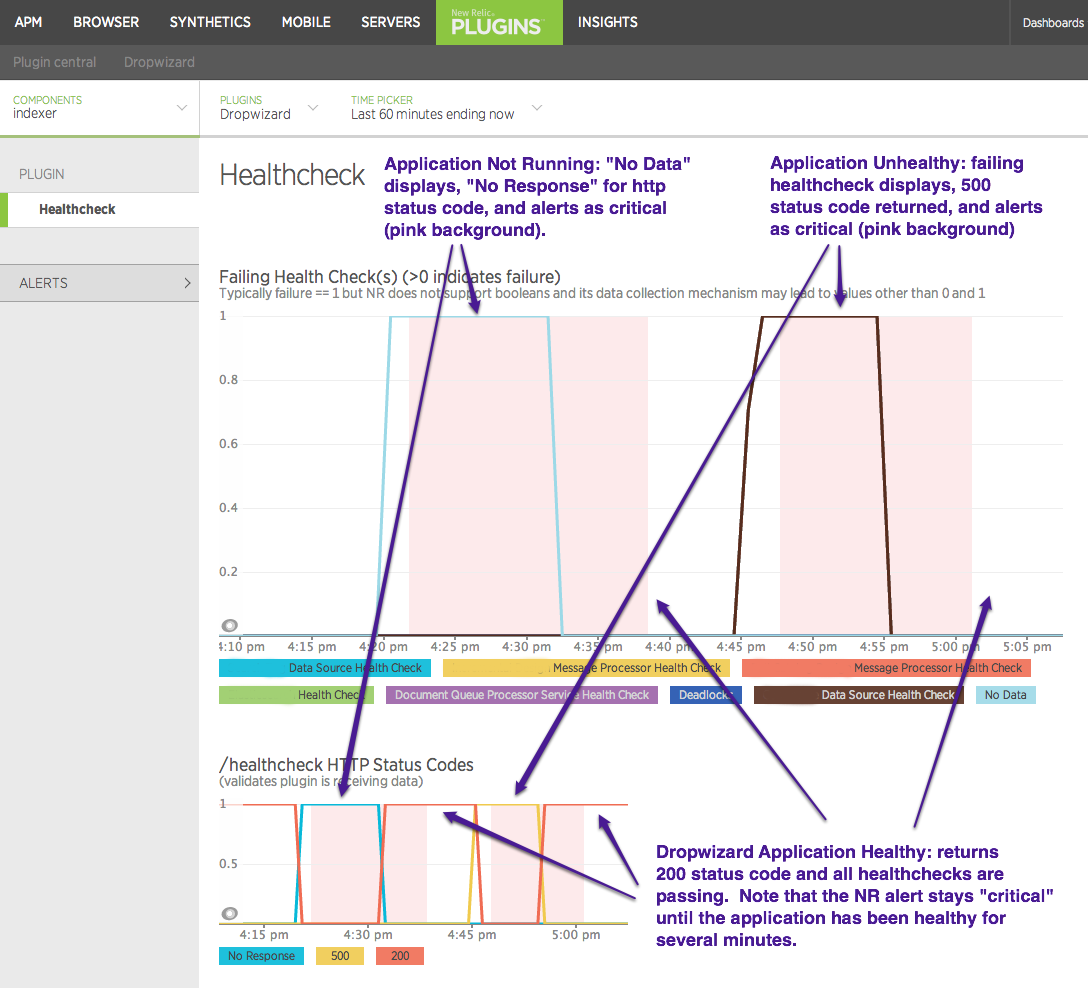 APM BROWSER SYNTHETICS MOBILE SERVERS New Relic. PLUGINS INSIGHTS Dashboards
Plugin central Dropwizard
COMPONENTS
indexer
PLUGINS
Dropwizard
TIME PICKER
Last 60 minutes ending now
PLUGIN
Healthcheck
ALERTS
Healthcheck
Application Not Running: "No Data"
displays, "No Response" for http
status code, and alerts as critical
(pink background).
Application Unhealthy: failing
healthcheck displays, 500
status code returned, and alerts
as critical (pink background)
Failing Health Check(s) (>0 indicates failure)
Typically failure == 1 but NR does not support booleans and its data collection mechanism may lead to values other than 0 and 1
1
0.8
0.6
0.4
0.2
4:10 pm 4:15 pm 4:20 pm 4:25 pm 4:30 pm 4:35 pm 4:40 pm 4:45 pm 4:50 pm 4:55 pm 5:00 pm 5:05 pm
Data Source Health Check Message Processor Health Check Message Processor Health Check
Health Check Document Queue Processor Service Health Check Deadlocks Data Source Health Check No Data
/healthcheck HTTP Status Codes
(validates plugin is receiving data)
1
0.5
4:15 pm 4:30 pm 4:45 pm 5:00 pm
No Response 500 200
Dropwizard Application Healthy: returns
200 status code and all healthchecks are
passing. Note that the NR alert stays "critical"
until the application has been healthy for
several minutes.